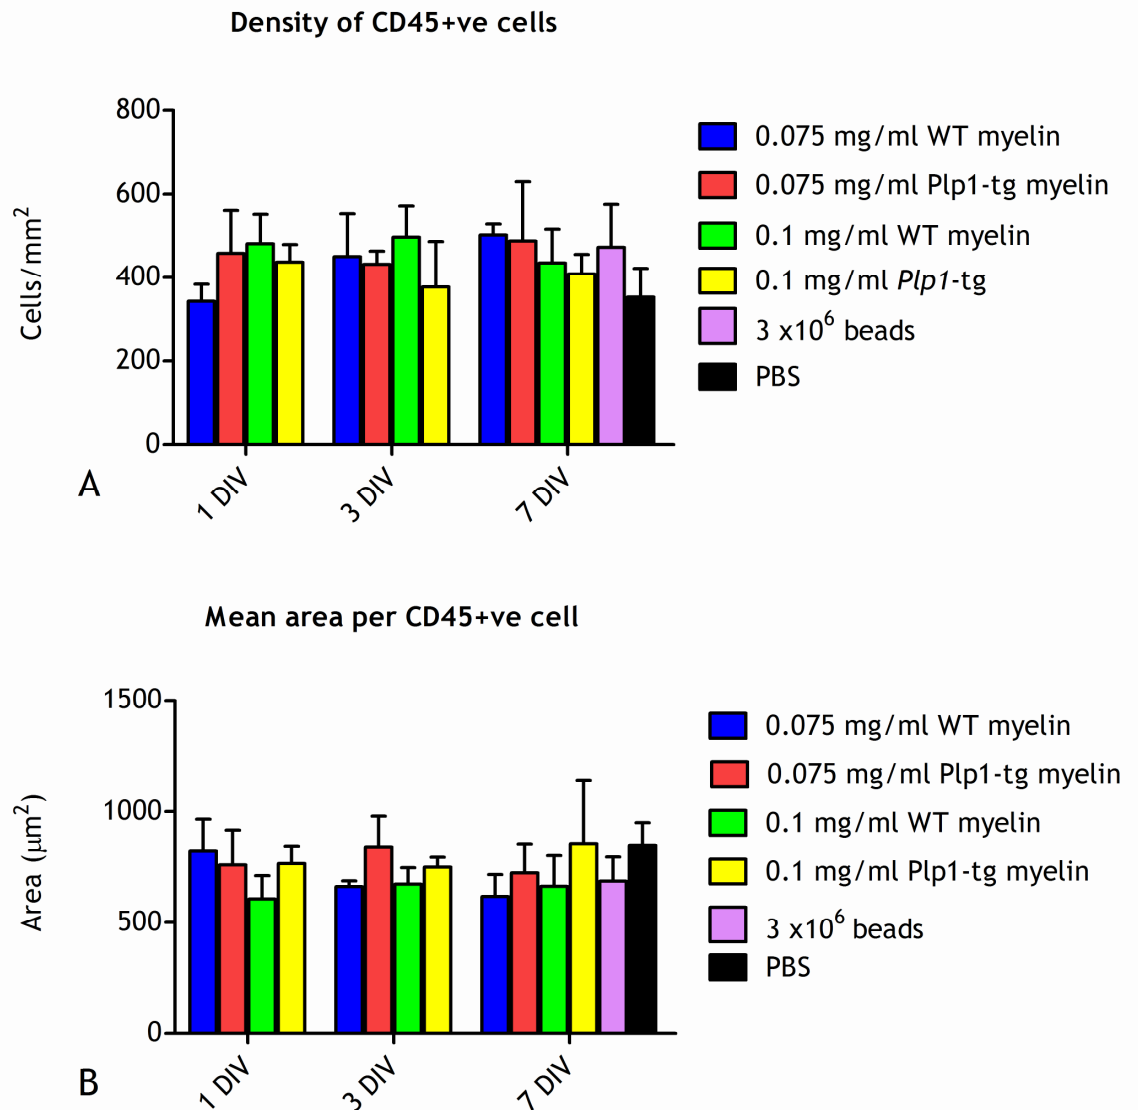 Density of CD45+ve cells
800
600
400
200
0
Cells/mm²
1 DIV
3 DIV
7 DIV
0.075 mg/ml WT myelin
0.075 mg/ml Plp1-tg myelin
0.1 mg/ml WT myelin
0.1 mg/ml Plp1-tg
3 x10⁶ beads
PBS
A
Mean area per CD45+ve cell
1500
1000
500
0
Area (μm²)
1 DIV
3 DIV
7 DIV
0.075 mg/ml WT myelin
0.075 mg/ml Plp1-tg myelin
0.1 mg/ml WT myelin
0.1 mg/ml Plp1-tg myelin
3 x10⁶ beads
PBS
B